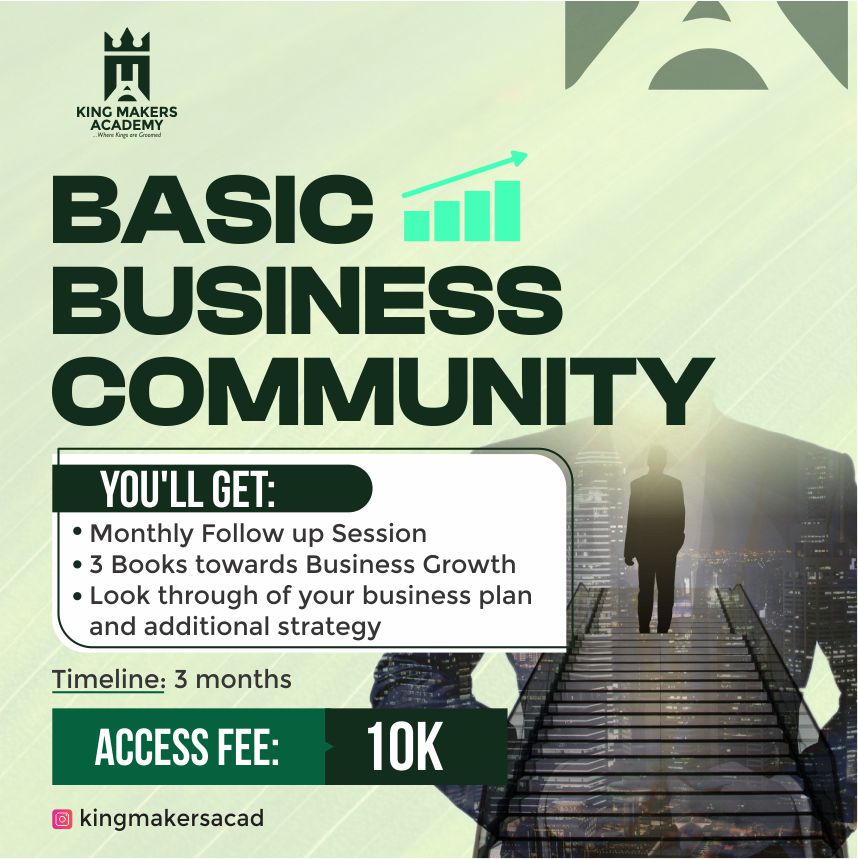 KING MAKERS
ACADEMY
...Where Kings are Groomed
BASIC
BUSINESS
COMMUNITY
YOU'LL GET:
• Monthly Follow up Session
• 3 Books towards Business Growth
• Look through of your business plan
and additional strategy
Timeline: 3 months
ACCESS FEE: 10K
kingmakersacad